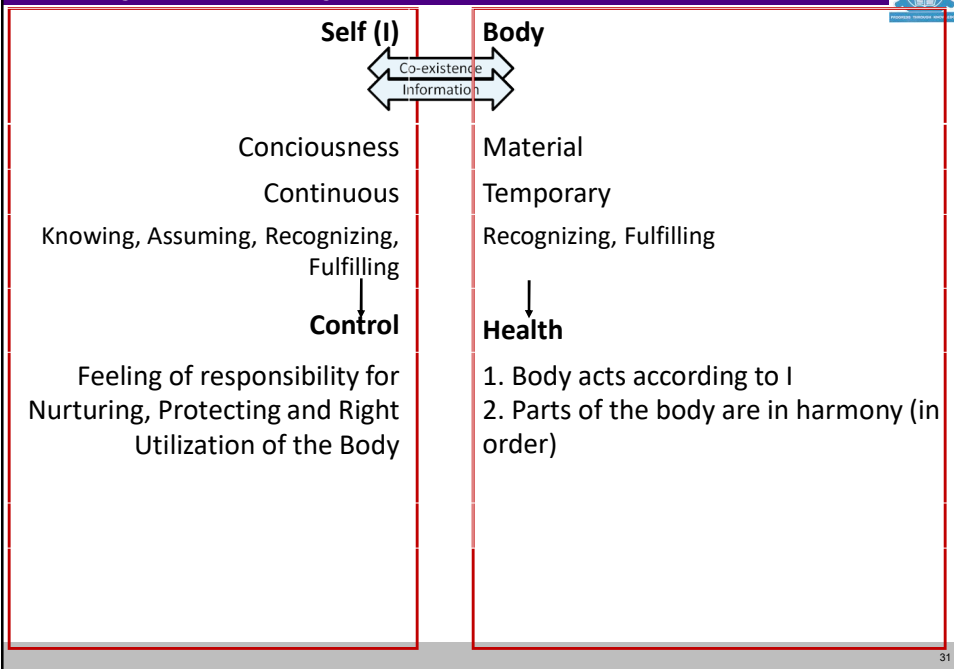 Self (I)
Body
Co-existence
Information
Conciousness
Material
Continuous
Temporary
Knowing, Assuming, Recognizing,
Fulfilling
Recognizing, Fulfilling
Control
Health
Feeling of responsibility for
Nurturing, Protecting and Right
Utilization of the Body
1. Body acts according to I
2. Parts of the body are in harmony (in
order)
31